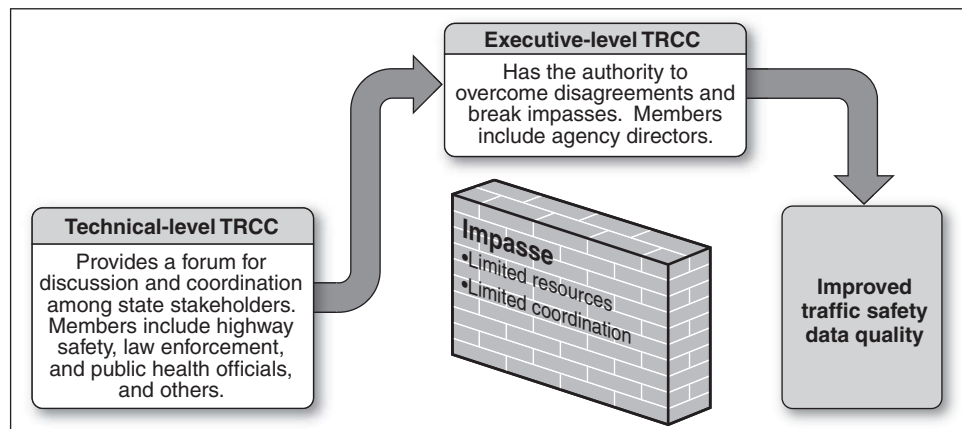 Executive-level TRCC
Has the authority to
overcome disagreements and
break impasses.  Members
include agency directors.
Technical-level TRCC
Provides a forum for
discussion and coordination
among state stakeholders.
Members include highway
safety, law enforcement,
and public health officials,
and others.
Impasse
•Limited resources
•Limited coordination
Improved
traffic safety
data quality